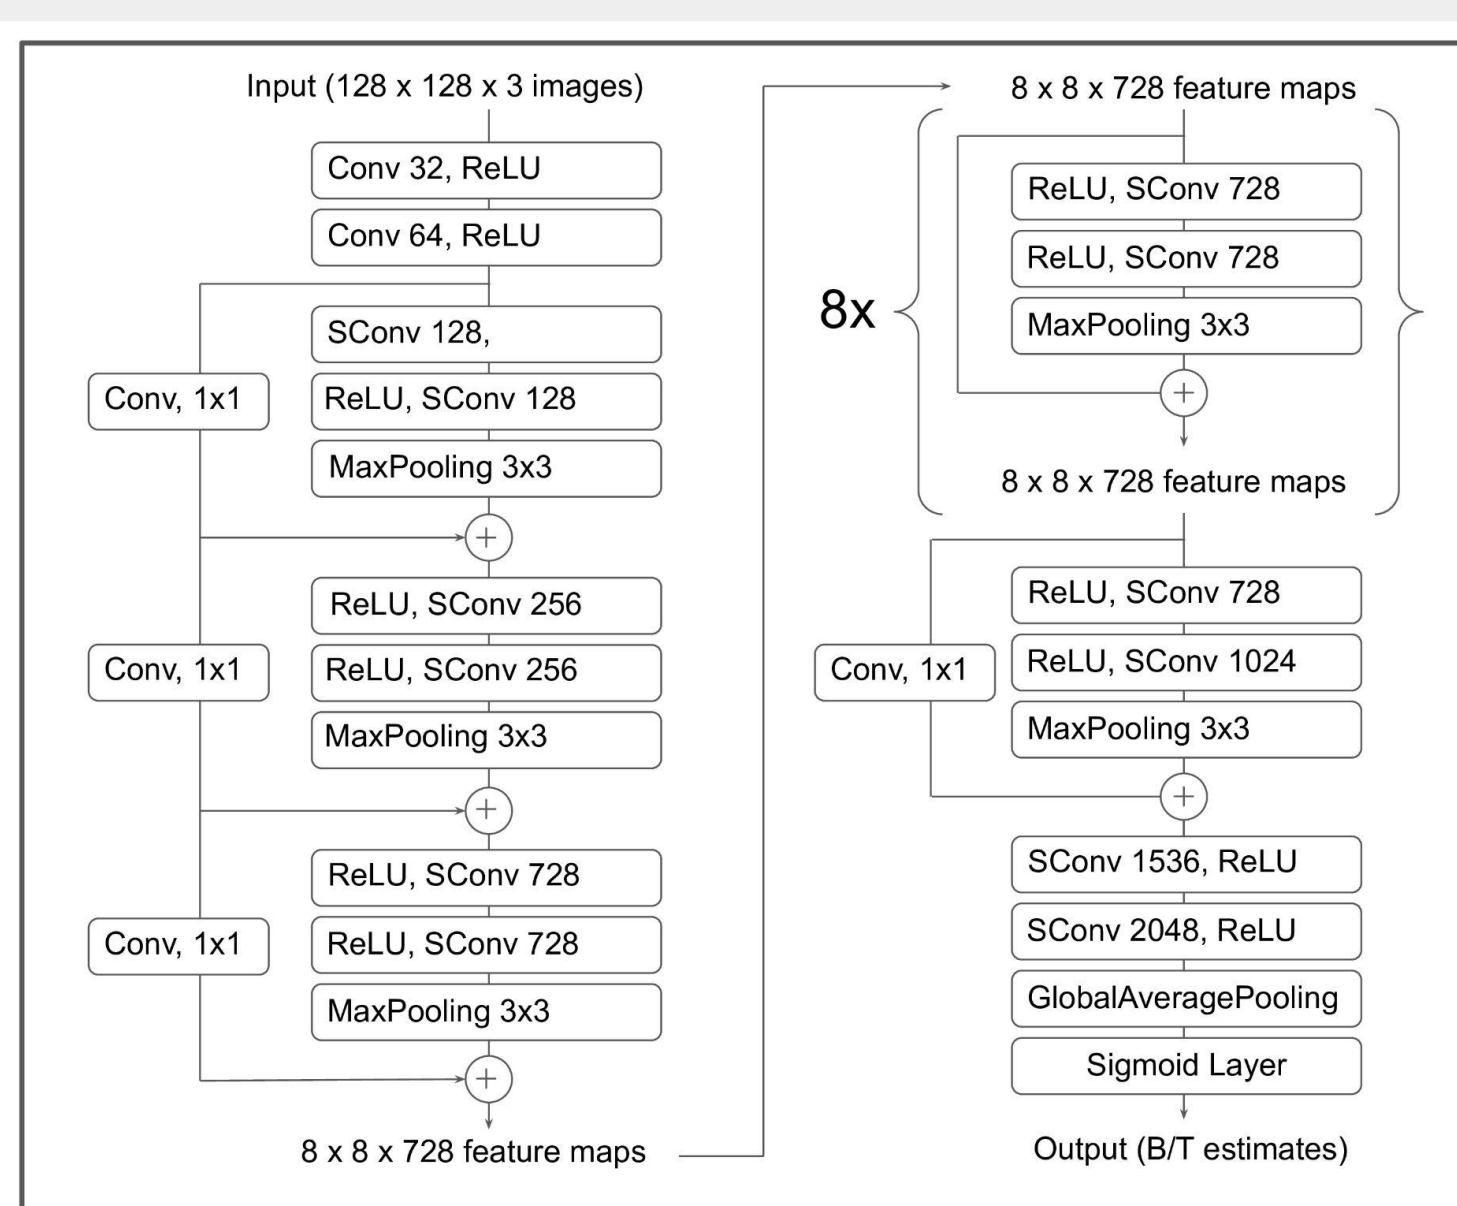 Input (128 x 128 x 3 images)
Conv 32, ReLU
Conv 64, ReLU
SConv 128,
Conv, 1x1
ReLU, SConv 128
MaxPooling 3x3
+
ReLU, SConv 256
Conv, 1x1
ReLU, SConv 256
MaxPooling 3x3
+
ReLU, SConv 728
Conv, 1x1
ReLU, SConv 728
MaxPooling 3x3
+
8 x 8 x 728 feature maps
8 x 8 x 728 feature maps
8x
ReLU, SConv 728
ReLU, SConv 728
MaxPooling 3x3
+
8 x 8 x 728 feature maps
ReLU, SConv 728
Conv, 1x1
ReLU, SConv 1024
MaxPooling 3x3
+
SConv 1536, ReLU
SConv 2048, ReLU
GlobalAveragePooling
Sigmoid Layer
Output (B/T estimates)